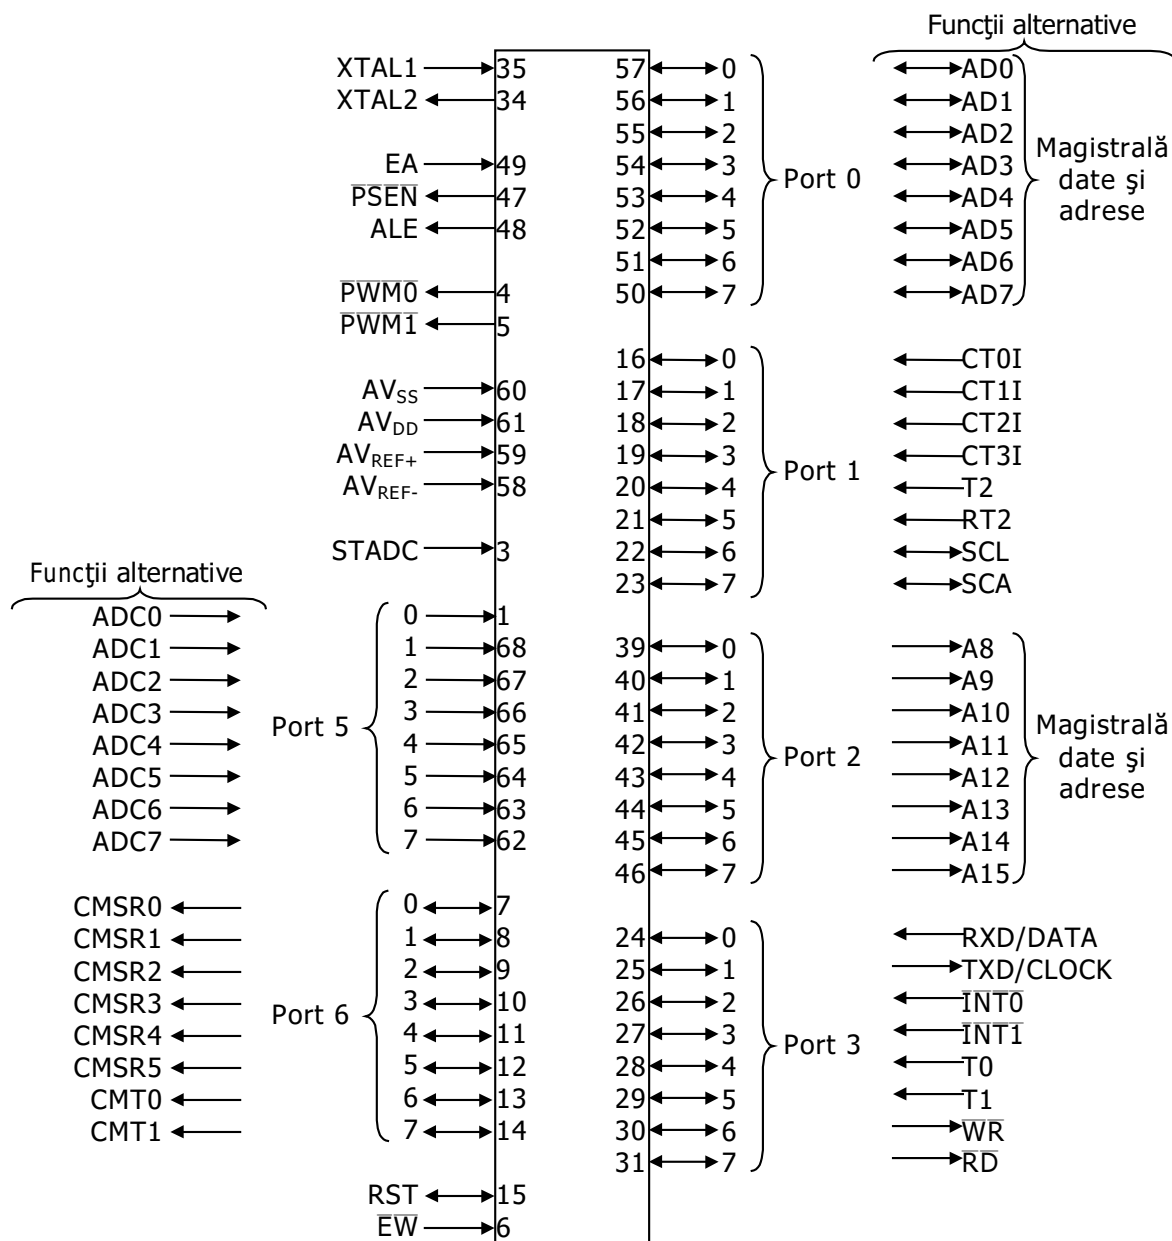 Funcţii alternative
XTAL1 35 57 0 AD0
XTAL2 34 56 1 AD1
55 2 AD2
EA 49 54 3 AD3
PSEN 47 53 4 AD4
ALE 48 52 5 AD5
51 6 AD6
PWM0 4 50 7 AD7
Port 0
Magistrală
date şi
adrese
PWM1 5
16 0 CT0I
AVSS 60 17 1 CT1I
AVDD 61 18 2 CT2I
AVREF+ 59 19 3 CT3I
AVREF- 58 20 4 T2
21 5 RT2
STADC 3 22 6 SCL
23 7 SCA
Port 1
Funcţii alternative
ADC0 0 1
ADC1 1 68 39 0 A8
ADC2 2 67 40 1 A9
ADC3 3 66 41 2 A10
ADC4 4 65 42 3 A11
ADC5 5 64 43 4 A12
ADC6 6 63 44 5 A13
ADC7 7 62 45 6 A14
46 7 A15
Port 5
Port 2
Magistrală
date şi
adrese
CMSR0 0 7
CMSR1 1 8 24 0 RXD/DATA
CMSR2 2 9 25 1 TXD/CLOCK
CMSR3 3 10 26 2 INT0
CMSR4 4 11 27 3 INT1
CMSR5 5 12 28 4 T0
CMT0 6 13 29 5 T1
CMT1 7 14 30 6 WR
31 7 RD
Port 6
Port 3
RST 15
EW 6